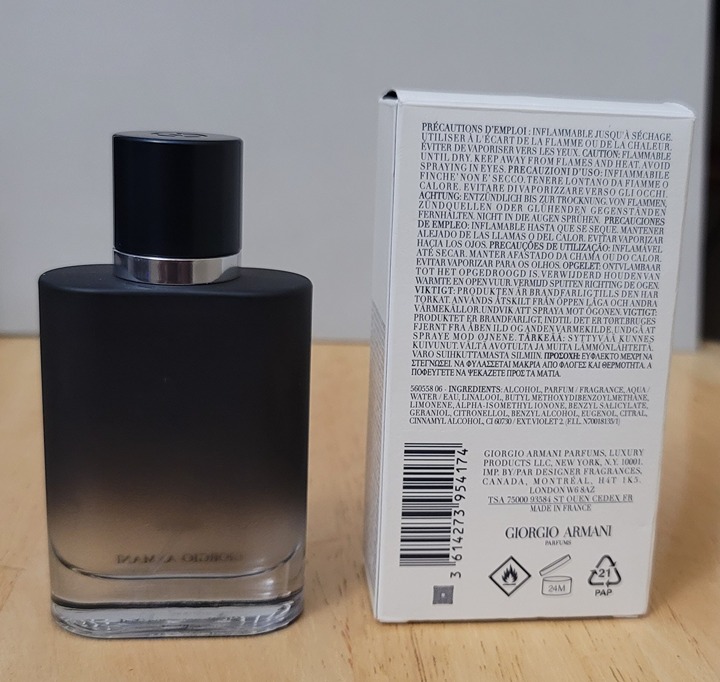 GIORGIO ARMANI
PRÉCAUTIONS D'EMPLOI : INFLAMMABLE JUSQU'À SÉCHAGE.
UTILISER À L'ÉCART DE LA FLAMME OU DE LA CHALEUR.
ÉVITER DE VAPORISER VERS LES YEUX. CAUTION: FLAMMABLE
UNTIL DRY. KEEP AWAY FROM FLAMES AND HEAT. AVOID
SPRAYING IN EYES. PRECAUZIONI D'USO: INFIAMMABILE
FINCHE' NON E' SECCO. TENERE LONTANO DA FIAMME O
CALORE. EVITARE DI VAPORIZZARE VERSO GLI OCCHI.
ACHTUNG: ENTZÜNDLICH BIS ZUR TROCKNUNG. VON FLAMMEN,
ZÜNDQUELLEN ODER GLÜHENDEN GEGENSTÄNDEN
FERNHALTEN. NICHT IN DIE AUGEN SPRÜHEN. PRECAUCIONES
DE EMPLEO: INFLAMABLE HASTA QUE SE SEQUE. MANTENER
ALEJADO DE LAS LLAMAS O DEL CALOR. EVITAR VAPORIZAR
HACIA LOS OJOS. PRECAUÇÕES DE UTILIZAÇÃO: INFLAMÁVEL
ATÉ SECAR. MANTER AFASTADO DA CHAMA OU DO CALOR.
EVITAR VAPORIZAR PARA OS OLHOS. OPGELET: ONTVLAMBAAR
TOT HET OPGEDROOGD IS. VERWIJDERD HOUDEN VAN
WARMTE EN OPEN VUUR. VERMIJD SPUITEN RICHTING DE OGEN.
VIKTIGT: PRODUKTEN ÄR BRANDFARLIG TILLS DEN HAR
TORKAT. ANVÄNDS ÅTSKILT FRÅN ÖPPEN LÅGA OCH ANDRA
VÄRMEKÄLLOR. UNDVIK ATT SPRAYA MOT ÖGONEN. VIGTIGT:
PRODUKTET ER BRANDFARLIGT, INDTIL DET ER TØRT. BRUGES
FJERNT FRA ÅBEN ILD OG ANDEN VARMEKILDE. UNDGÅ AT
SPRAYE MOD ØJNENE. TÄRKEÄÄ: SYTTYVÄÄ KUNNES
KUIVUNUT. VÄLTÄ AVOTULTA JA MUITA LÄMMÖNLÄHTEITÄ.
VARO SUIHKUTTAMASTA SILMIIN. ΠΡΟΣΟΧΗ: ΕΥΦΛΕΚΤΟ ΜΕΧΡΙ ΝΑ
ΣΤΕΓΝΩΣΕΙ. ΝΑ ΦΥΛΑΣΣΕΤΑΙ ΜΑΚΡΙΑ ΑΠΟ ΦΛΟΓΕΣ ΚΑΙ ΘΕΡΜΟΤΗΤΑ. Α
ΠΟΦΕΥΓΕΤΕ ΝΑ ΨΕΚΑΖΕΤΕ ΠΡΟΣ ΤΑ ΜΑΤΙΑ.
560558 06 - INGREDIENTS: ALCOHOL, PARFUM / FRAGRANCE, AQUA /
WATER / EAU, LINALOOL, BUTYL METHOXYDIBENZOYLMETHANE,
LIMONENE, ALPHA-ISOMETHYL IONONE, BENZYL SALICYLATE,
GERANIOL, CITRONELLOL, BENZYL ALCOHOL, EUGENOL, CITRAL,
CINNAMYL ALCOHOL, CI 60730 / EXT. VIOLET 2. (F.I.L. N70018135/1)
3 614273 954174
GIORGIO ARMANI PARFUMS, LUXURY
PRODUCTS LLC, NEW YORK, N.Y. 10001.
IMP. BY/PAR DESIGNER FRAGRANCES,
CANADA, MONTRÉAL, H4T 1K5.
LONDON W6 8AZ
TSA 75000 93584 ST OUEN CEDEX FR
MADE IN FRANCE
GIORGIO ARMANI
PARFUMS
24M
21
PAP